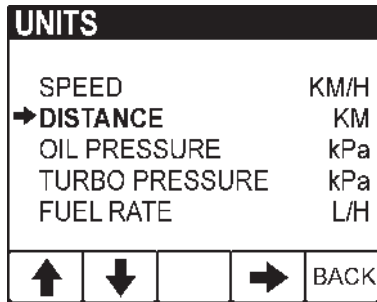 UNITS
SPEED KM/H
DISTANCE KM
OIL PRESSURE kPa
TURBO PRESSURE kPa
FUEL RATE L/H
BACK